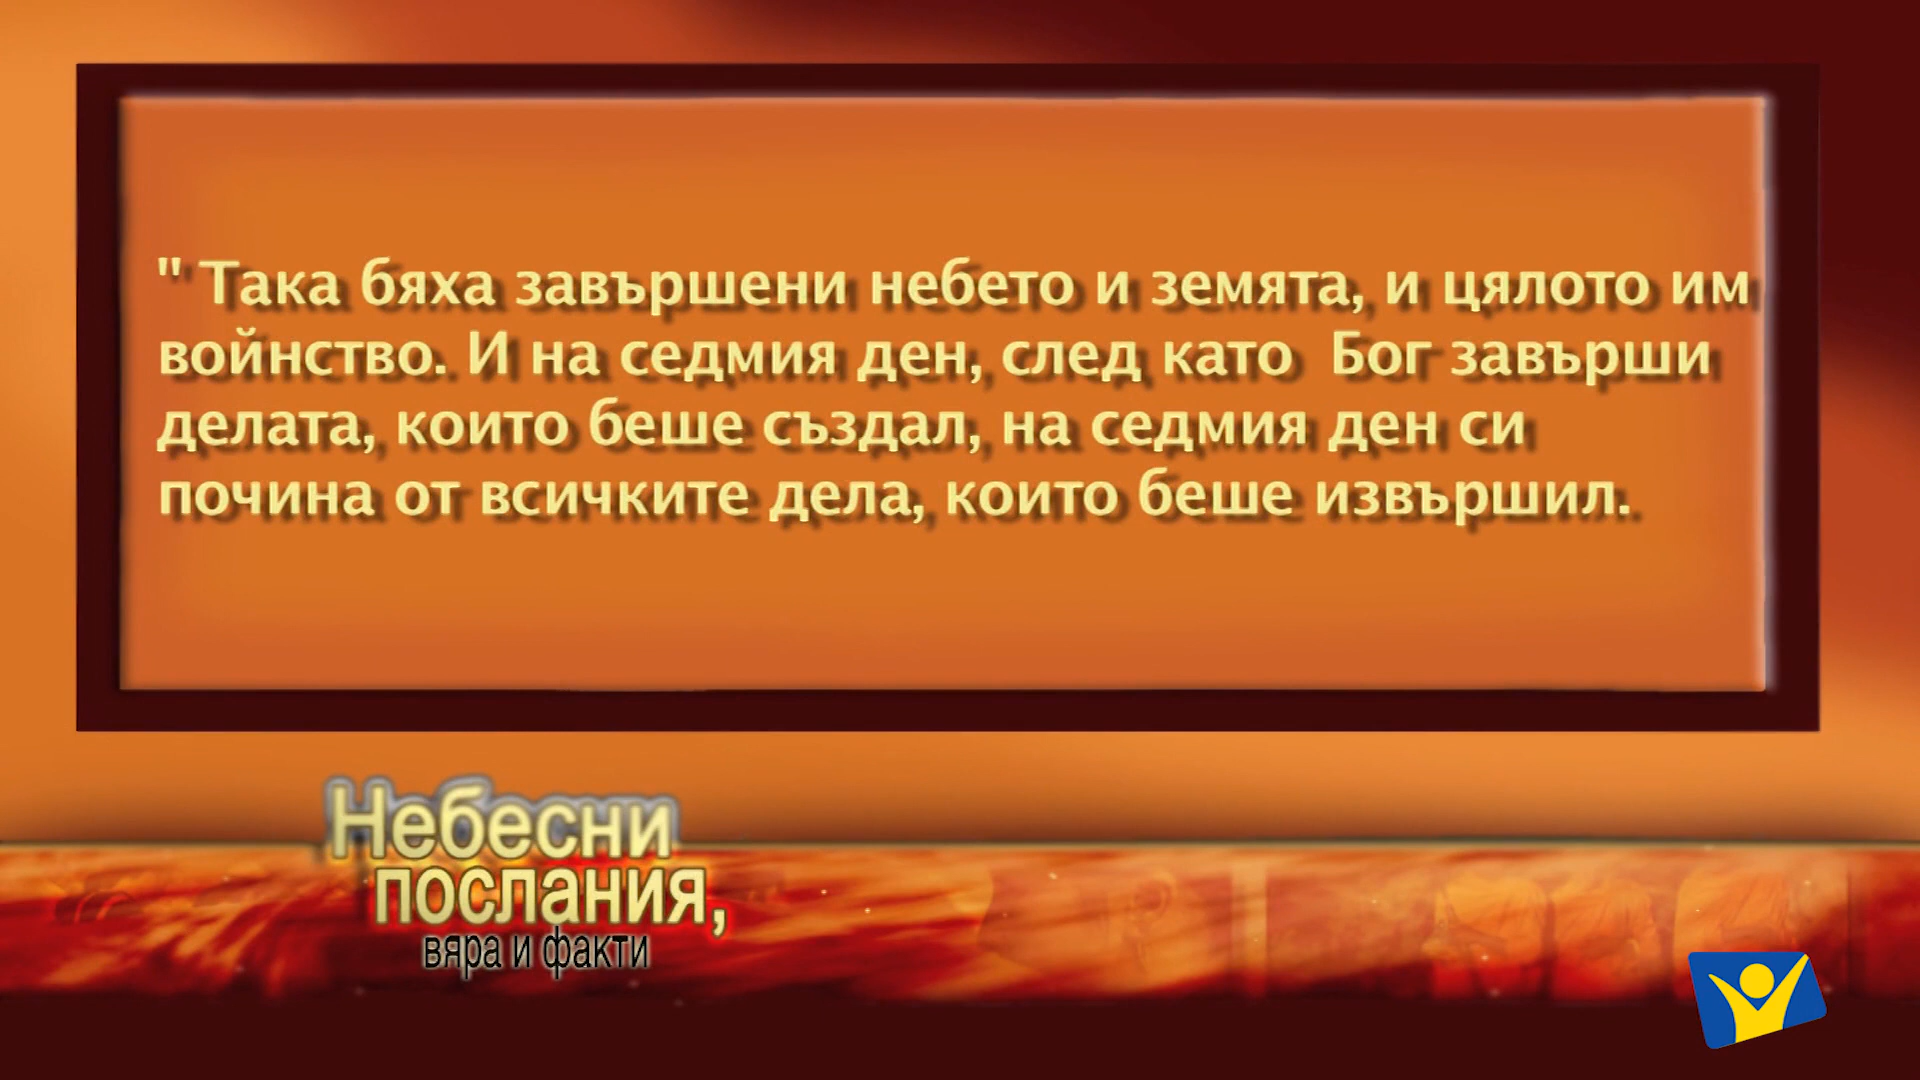 " Така бяха завършени небето и земята, и цялото им
войнство. И на седмия ден, след като  Бог завърши
делата, които беше създал, на седмия ден си
почина от всичките дела, които беше извършил.
Небесни
послания,
вяра и факти